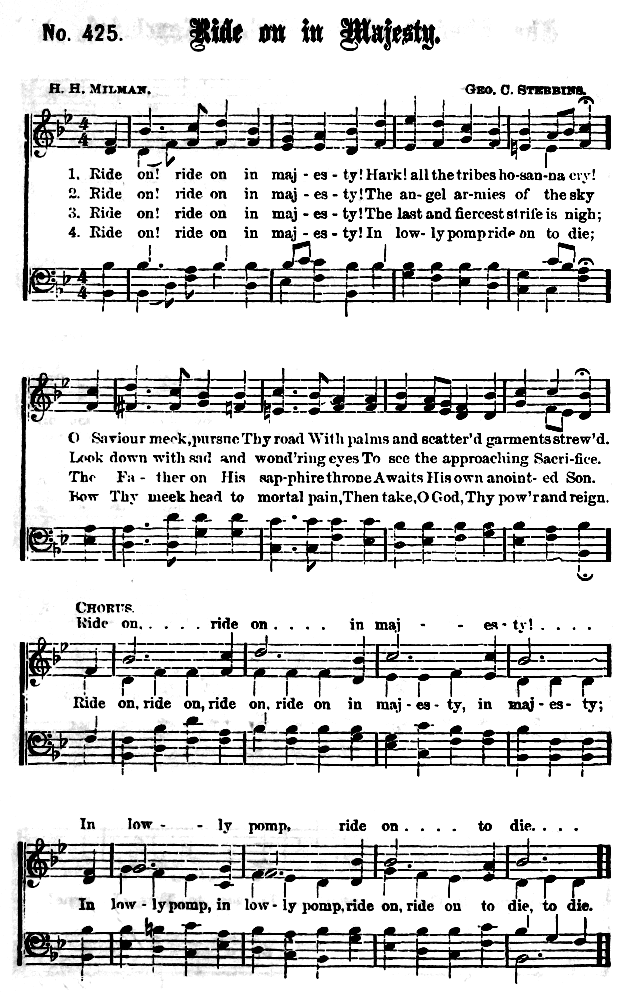 No. 425. Ride on in Majesty.
H. H. MILMAN. GEO. C. STEBBINS.
1. Ride on! ride on in maj - es - ty! Hark! all the tribes ho-san-na cry!
2. Ride on! ride on in maj - es - ty! The an-gel ar-mies of the sky
3. Ride on! ride on in maj - es - ty! The last and fiercest strife is nigh;
4. Ride on! ride on in maj - es - ty! In low-ly pomp ride on to die;
O Saviour meek, pursue Thy road With palms and scatter'd garments strew'd.
Look down with sad and wond'ring eyes To see the approaching Sacri-fice.
The Fa - ther on His sap-phire throne Awaits His own anoint-ed Son.
Bow Thy meek head to mortal pain, Then take, O God, Thy pow'r and reign.
CHORUS.
Ride on, . . . . . ride on . . . . in maj - - es - ty! . . . .
Ride on, ride on, ride on, ride on in maj-es-ty, in maj-es-ty;
In low - - ly pomp, ride on . . . . to die. . . .
In low-ly pomp, in low-ly pomp, ride on, ride on to die, to die.